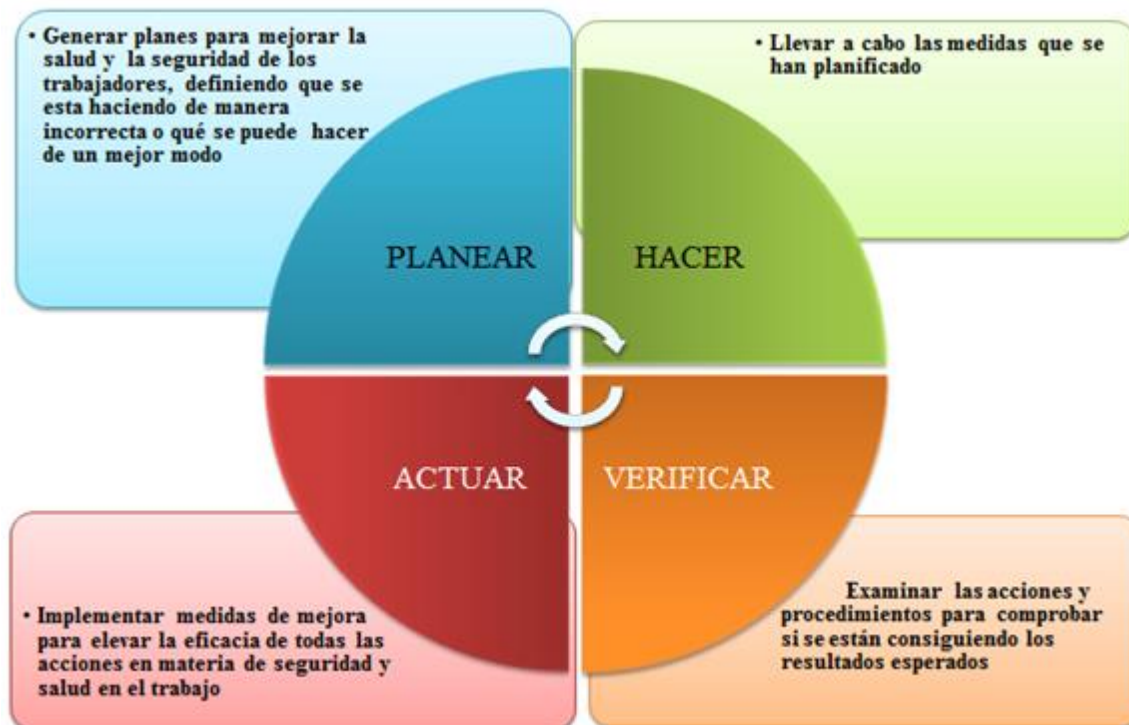 • Generar planes para mejorar la
salud y la seguridad de los
trabajadores, definiendo que se
esta haciendo de manera
incorrecta o qué se puede hacer
de un mejor modo
• Llevar a cabo las medidas que se
han planificado
PLANEAR
HACER
ACTUAR
VERIFICAR
• Implementar medidas de mejora
para elevar la eficacia de todas las
acciones en materia de seguridad y
salud en el trabajo
Examinar las acciones y
procedimientos para comprobar
si se están consiguiendo los
resultados esperados